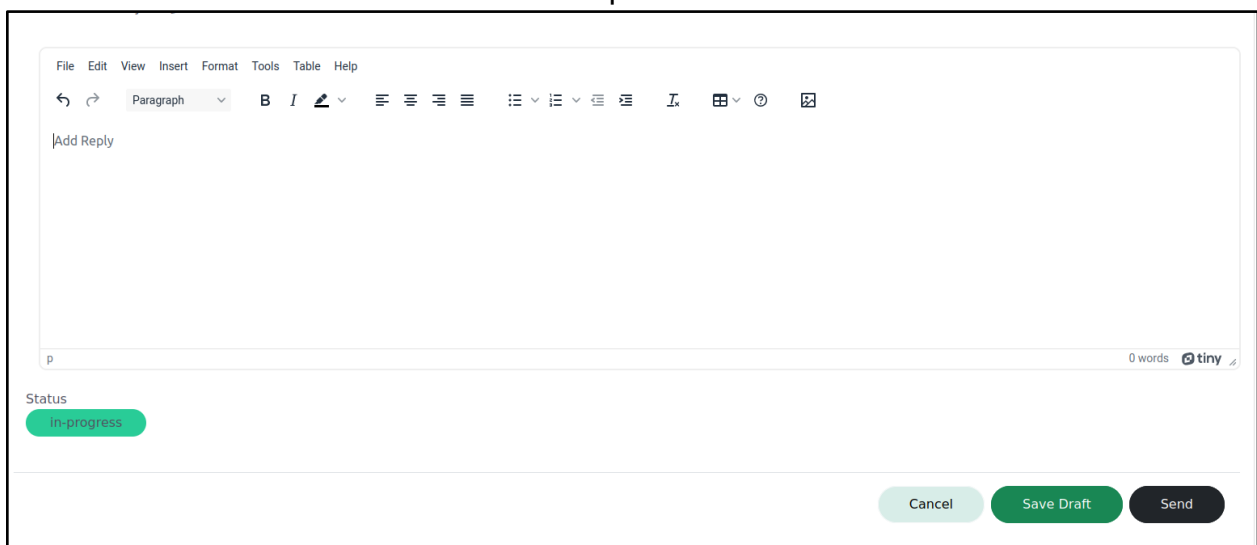 File Edit View Insert Format Tools Table Help
Paragraph B I
Add Reply
p 0 words tiny
Status
in-progress
Cancel Save Draft Send